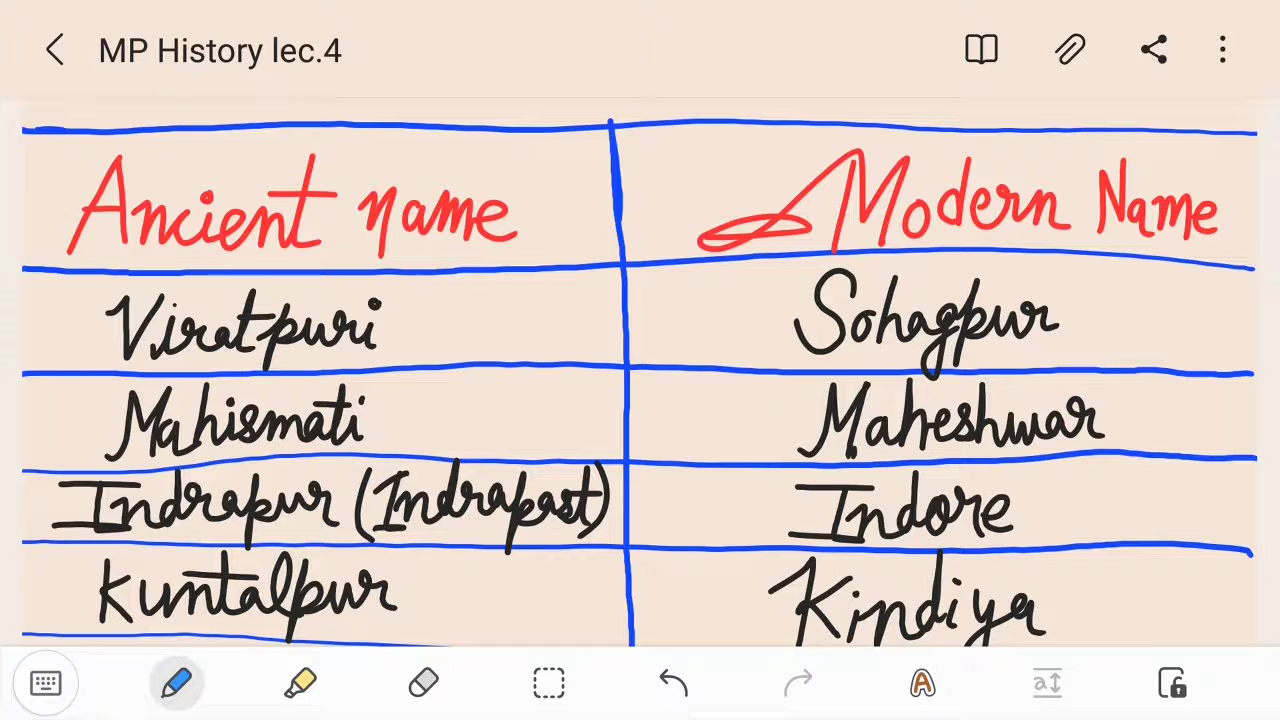 MP History lec.4
Ancient name Modern Name
Viratpuri Sohagpur
Mahismati Maheshwar
Indrapur (Indrapast) Indore
Kuntalpur Kindiya